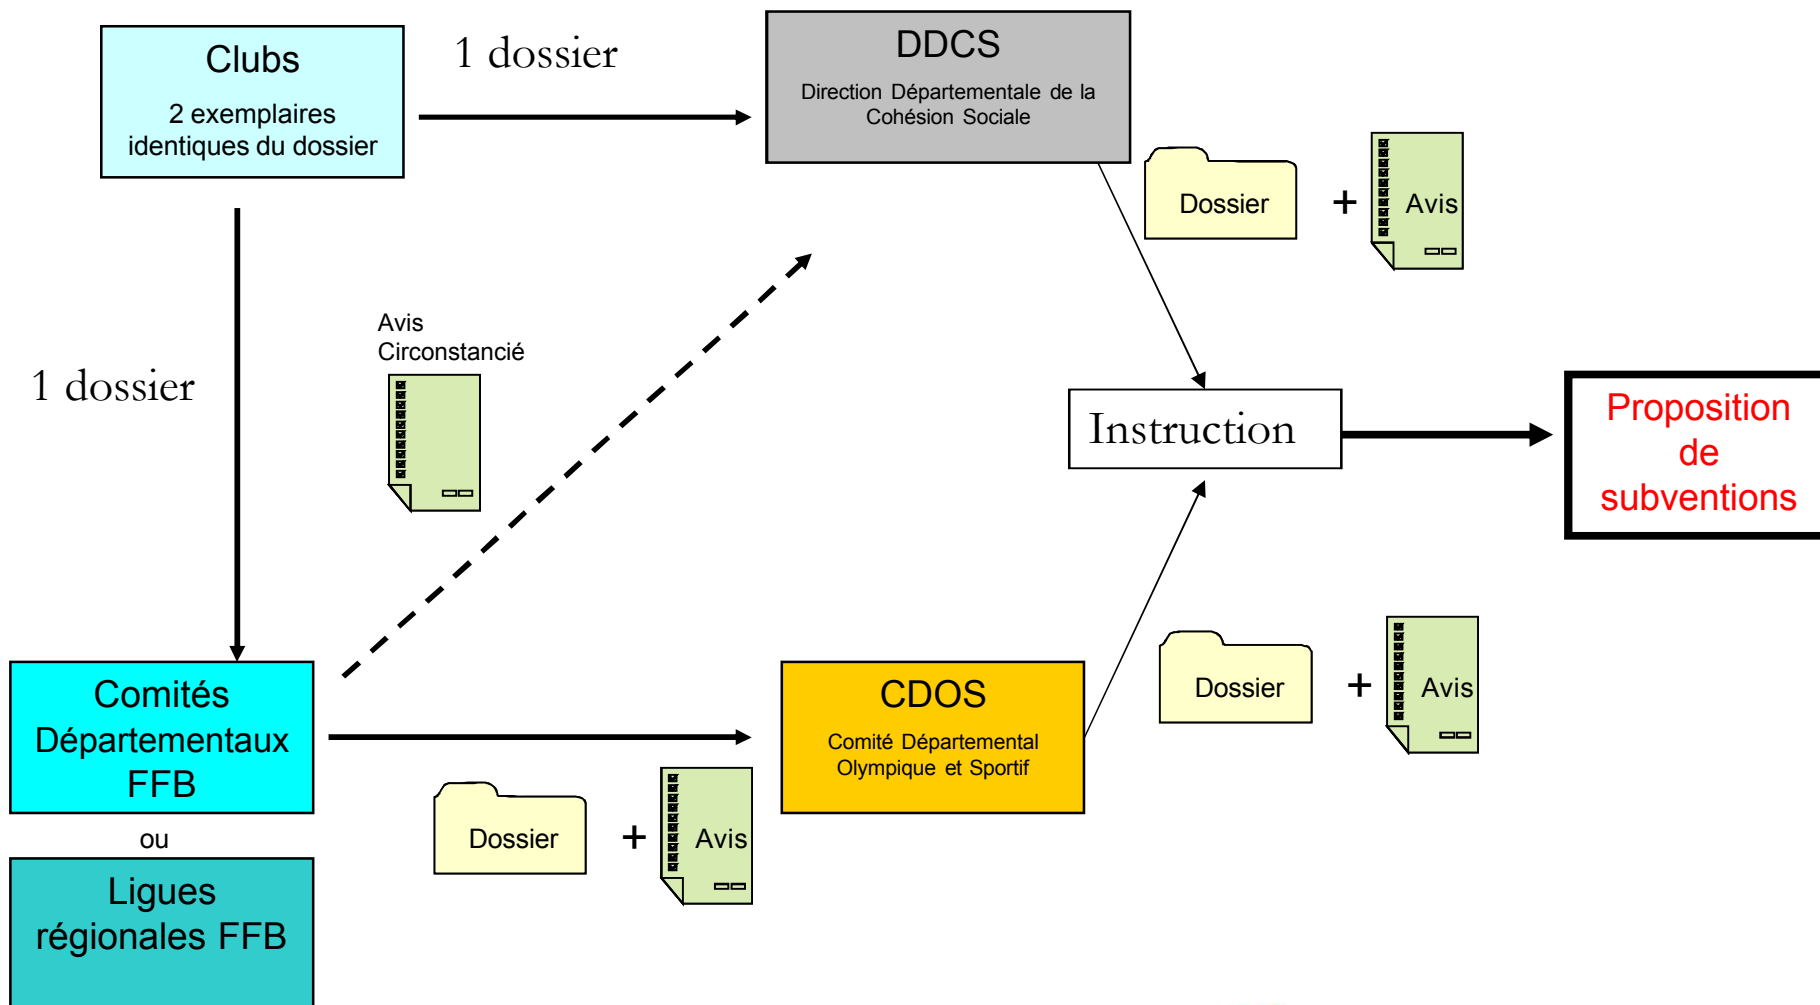 Clubs
2 exemplaires
identiques du dossier
1 dossier
DDCS
Direction Départementale de la
Cohésion Sociale
Dossier
+
Avis
Avis
Circonstancié
1 dossier
Instruction
Proposition
de
subventions
Comités
Départementaux
FFB
ou
Ligues
régionales FFB
CDOS
Comité Départemental
Olympique et Sportif
Dossier
+
Avis
Dossier
+
Avis